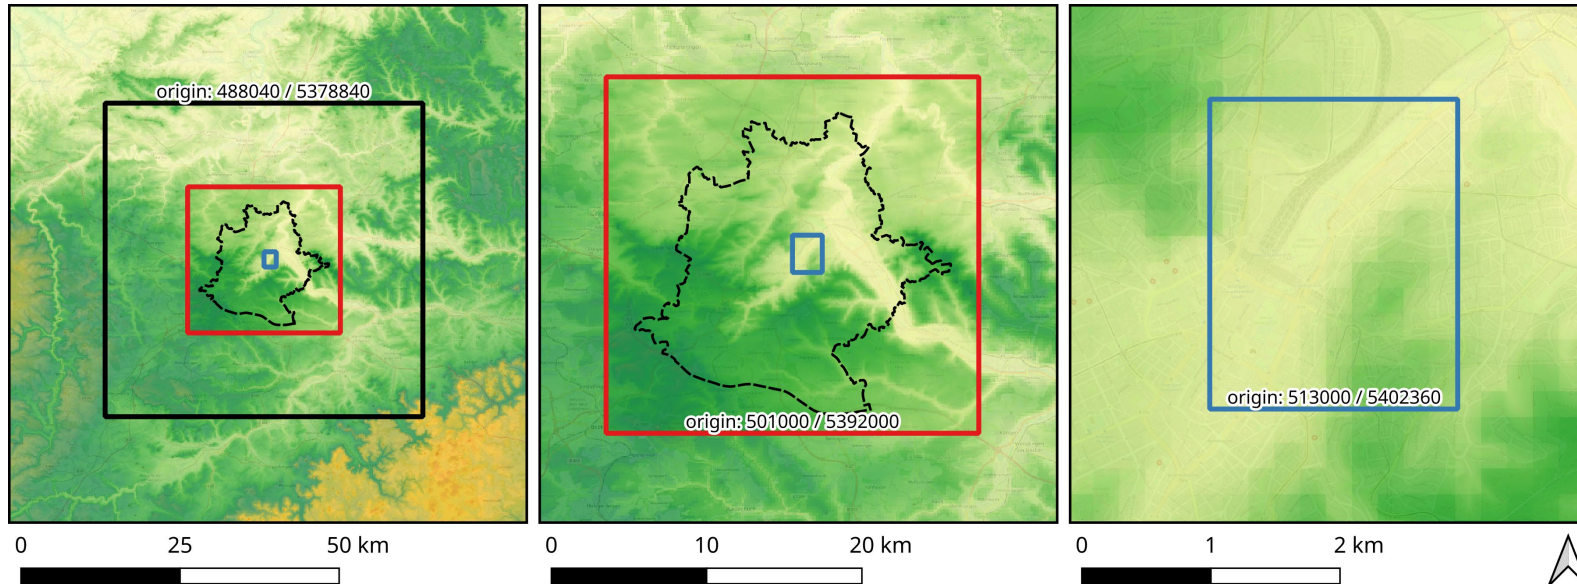 origin: 488040 / 5378840
origin: 501000 / 5392000
origin: 513000 / 5402360
0 25 50 km
0 10 20 km
0 1 2 km